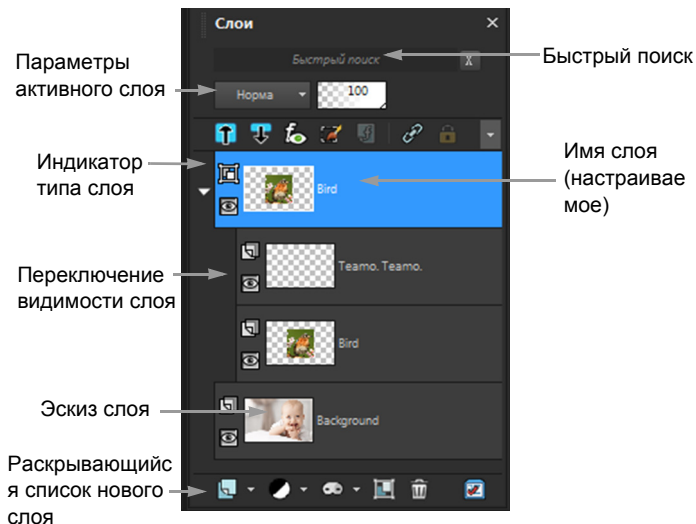 Слои
Быстрый поиск
X
Быстрый поиск
Параметры
активного слоя
Норма
100
Индикатор
типа слоя
Bird
Имя слоя
(настраивае
мое)
Переключение
видимости слоя
Teamo. Teamo.
Bird
Эскиз слоя
Background
Раскрывающийс
я список нового
слоя